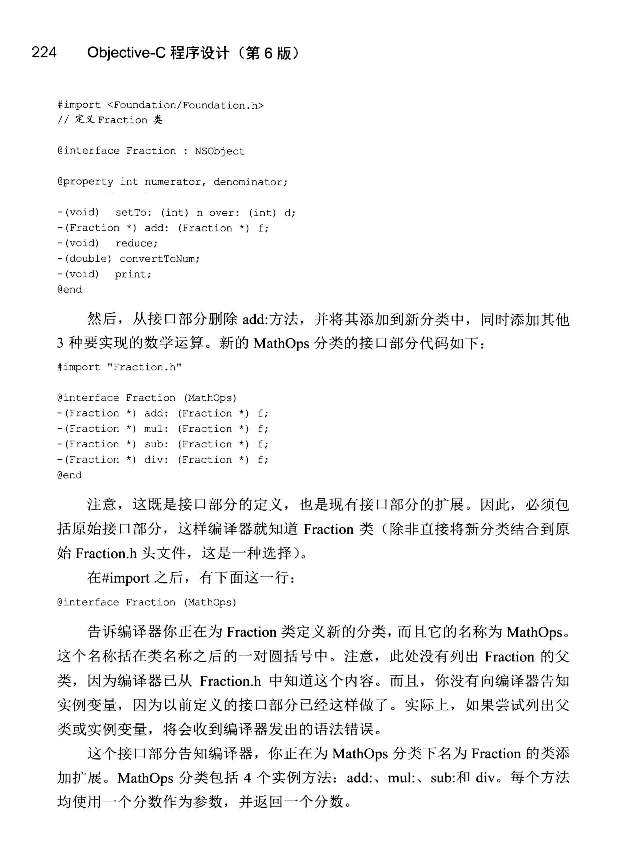 224 Objective-C 程序设计（第 6 版）
#import <Foundation/Foundation.h>
// 定义 Fraction 类
@interface Fraction : NSObject
@property int numerator, denominator;
-(void) setTo: (int) n over: (int) d;
-(Fraction *) add: (Fraction *) f;
-(void) reduce;
-(double) convertToNum;
-(void) print;
@end
然后，从接口部分删除 add:方法，并将其添加到新分类中，同时添加其他
3 种要实现的数学运算。新的 MathOps 分类的接口部分代码如下：
#import "Fraction.h"
@interface Fraction (MathOps)
-(Fraction *) add: (Fraction *) f;
-(Fraction *) mul: (Fraction *) f;
-(Fraction *) sub: (Fraction *) f;
-(Fraction *) div: (Fraction *) f;
@end
注意，这既是接口部分的定义，也是现有接口部分的扩展。因此，必须包
括原始接口部分，这样编译器就知道 Fraction 类（除非直接将新分类结合到原
始 Fraction.h 头文件，这是一种选择）。
在#import 之后，有下面这一行：
@interface Fraction (MathOps)
告诉编译器你正在为 Fraction 类定义新的分类，而且它的名称为 MathOps。
这个名称括在类名称之后的一对圆括号中。注意，此处没有列出 Fraction 的父
类，因为编译器已从 Fraction.h 中知道这个内容。而且，你没有向编译器告知
实例变量，因为以前定义的接口部分已经这样做了。实际上，如果尝试列出父
类或实例变量，将会收到编译器发出的语法错误。
这个接口部分告知编译器，你正在为 MathOps 分类下名为 Fraction 的类添
加扩展。MathOps 分类包括 4 个实例方法：add:、mul:、sub:和 div。每个方法
均使用一个分数作为参数，并返回一个分数。